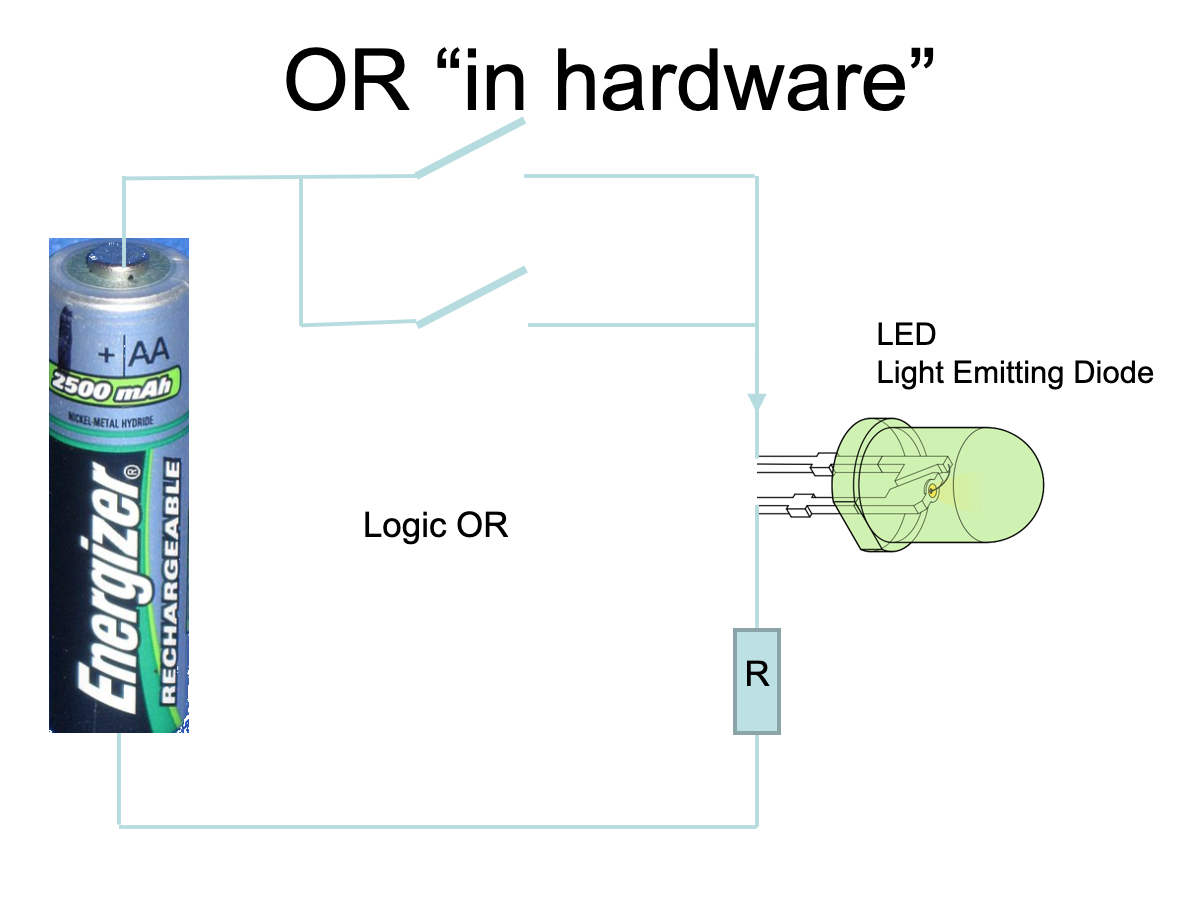 OR “in hardware”
+ AA
2500 mAh
NICKEL-METAL HYDRIDE
Energizer®
RECHARGEABLE
LED
Light Emitting Diode
Logic OR
R